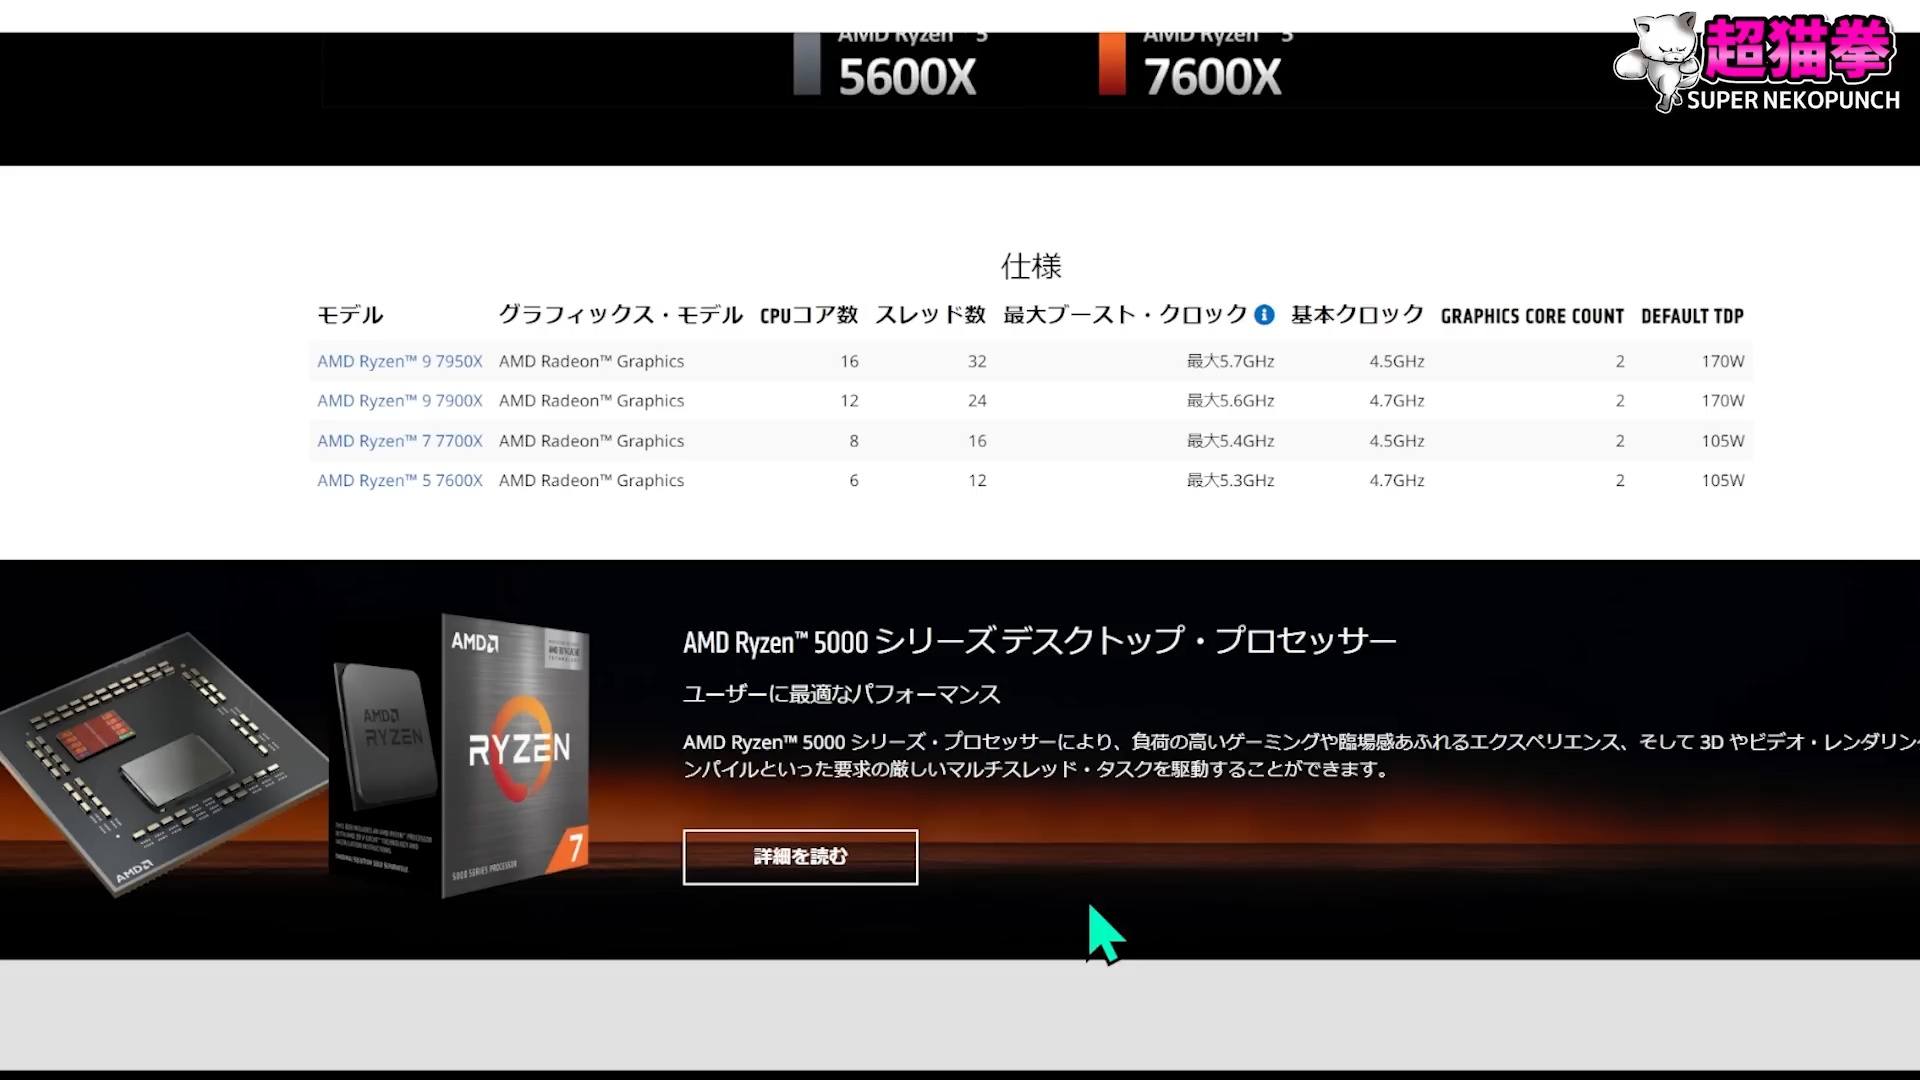 AMD Ryzen 5
5600X
AMD Ryzen 5
7600X
超猫拳
SUPER NEKOPUNCH
仕様
モデル グラフィックス・モデル CPUコア数 スレッド数 最大ブースト・クロック 基本クロック GRAPHICS CORE COUNT DEFAULT TDP
AMD Ryzen™ 9 7950X AMD Radeon™ Graphics 16 32 最大5.7GHz 4.5GHz 2 170W
AMD Ryzen™ 9 7900X AMD Radeon™ Graphics 12 24 最大5.6GHz 4.7GHz 2 170W
AMD Ryzen™ 7 7700X AMD Radeon™ Graphics 8 16 最大5.4GHz 4.5GHz 2 105W
AMD Ryzen™ 5 7600X AMD Radeon™ Graphics 6 12 最大5.3GHz 4.7GHz 2 105W
AMD Ryzen™ 5000 シリーズ デスクトップ・プロセッサー
ユーザーに最適なパフォーマンス
AMD Ryzen™ 5000 シリーズ・プロセッサーにより、負荷の高いゲーミングや臨場感あふれるエクスペリエンス、そして 3D やビデオ・レンダリン
ンパイルといった要求の厳しいマルチスレッド・タスクを駆動することができます。
詳細を読む
AMD
AMD
RYZEN
AMD
RYZEN
7
5000 SERIES PROCESSOR